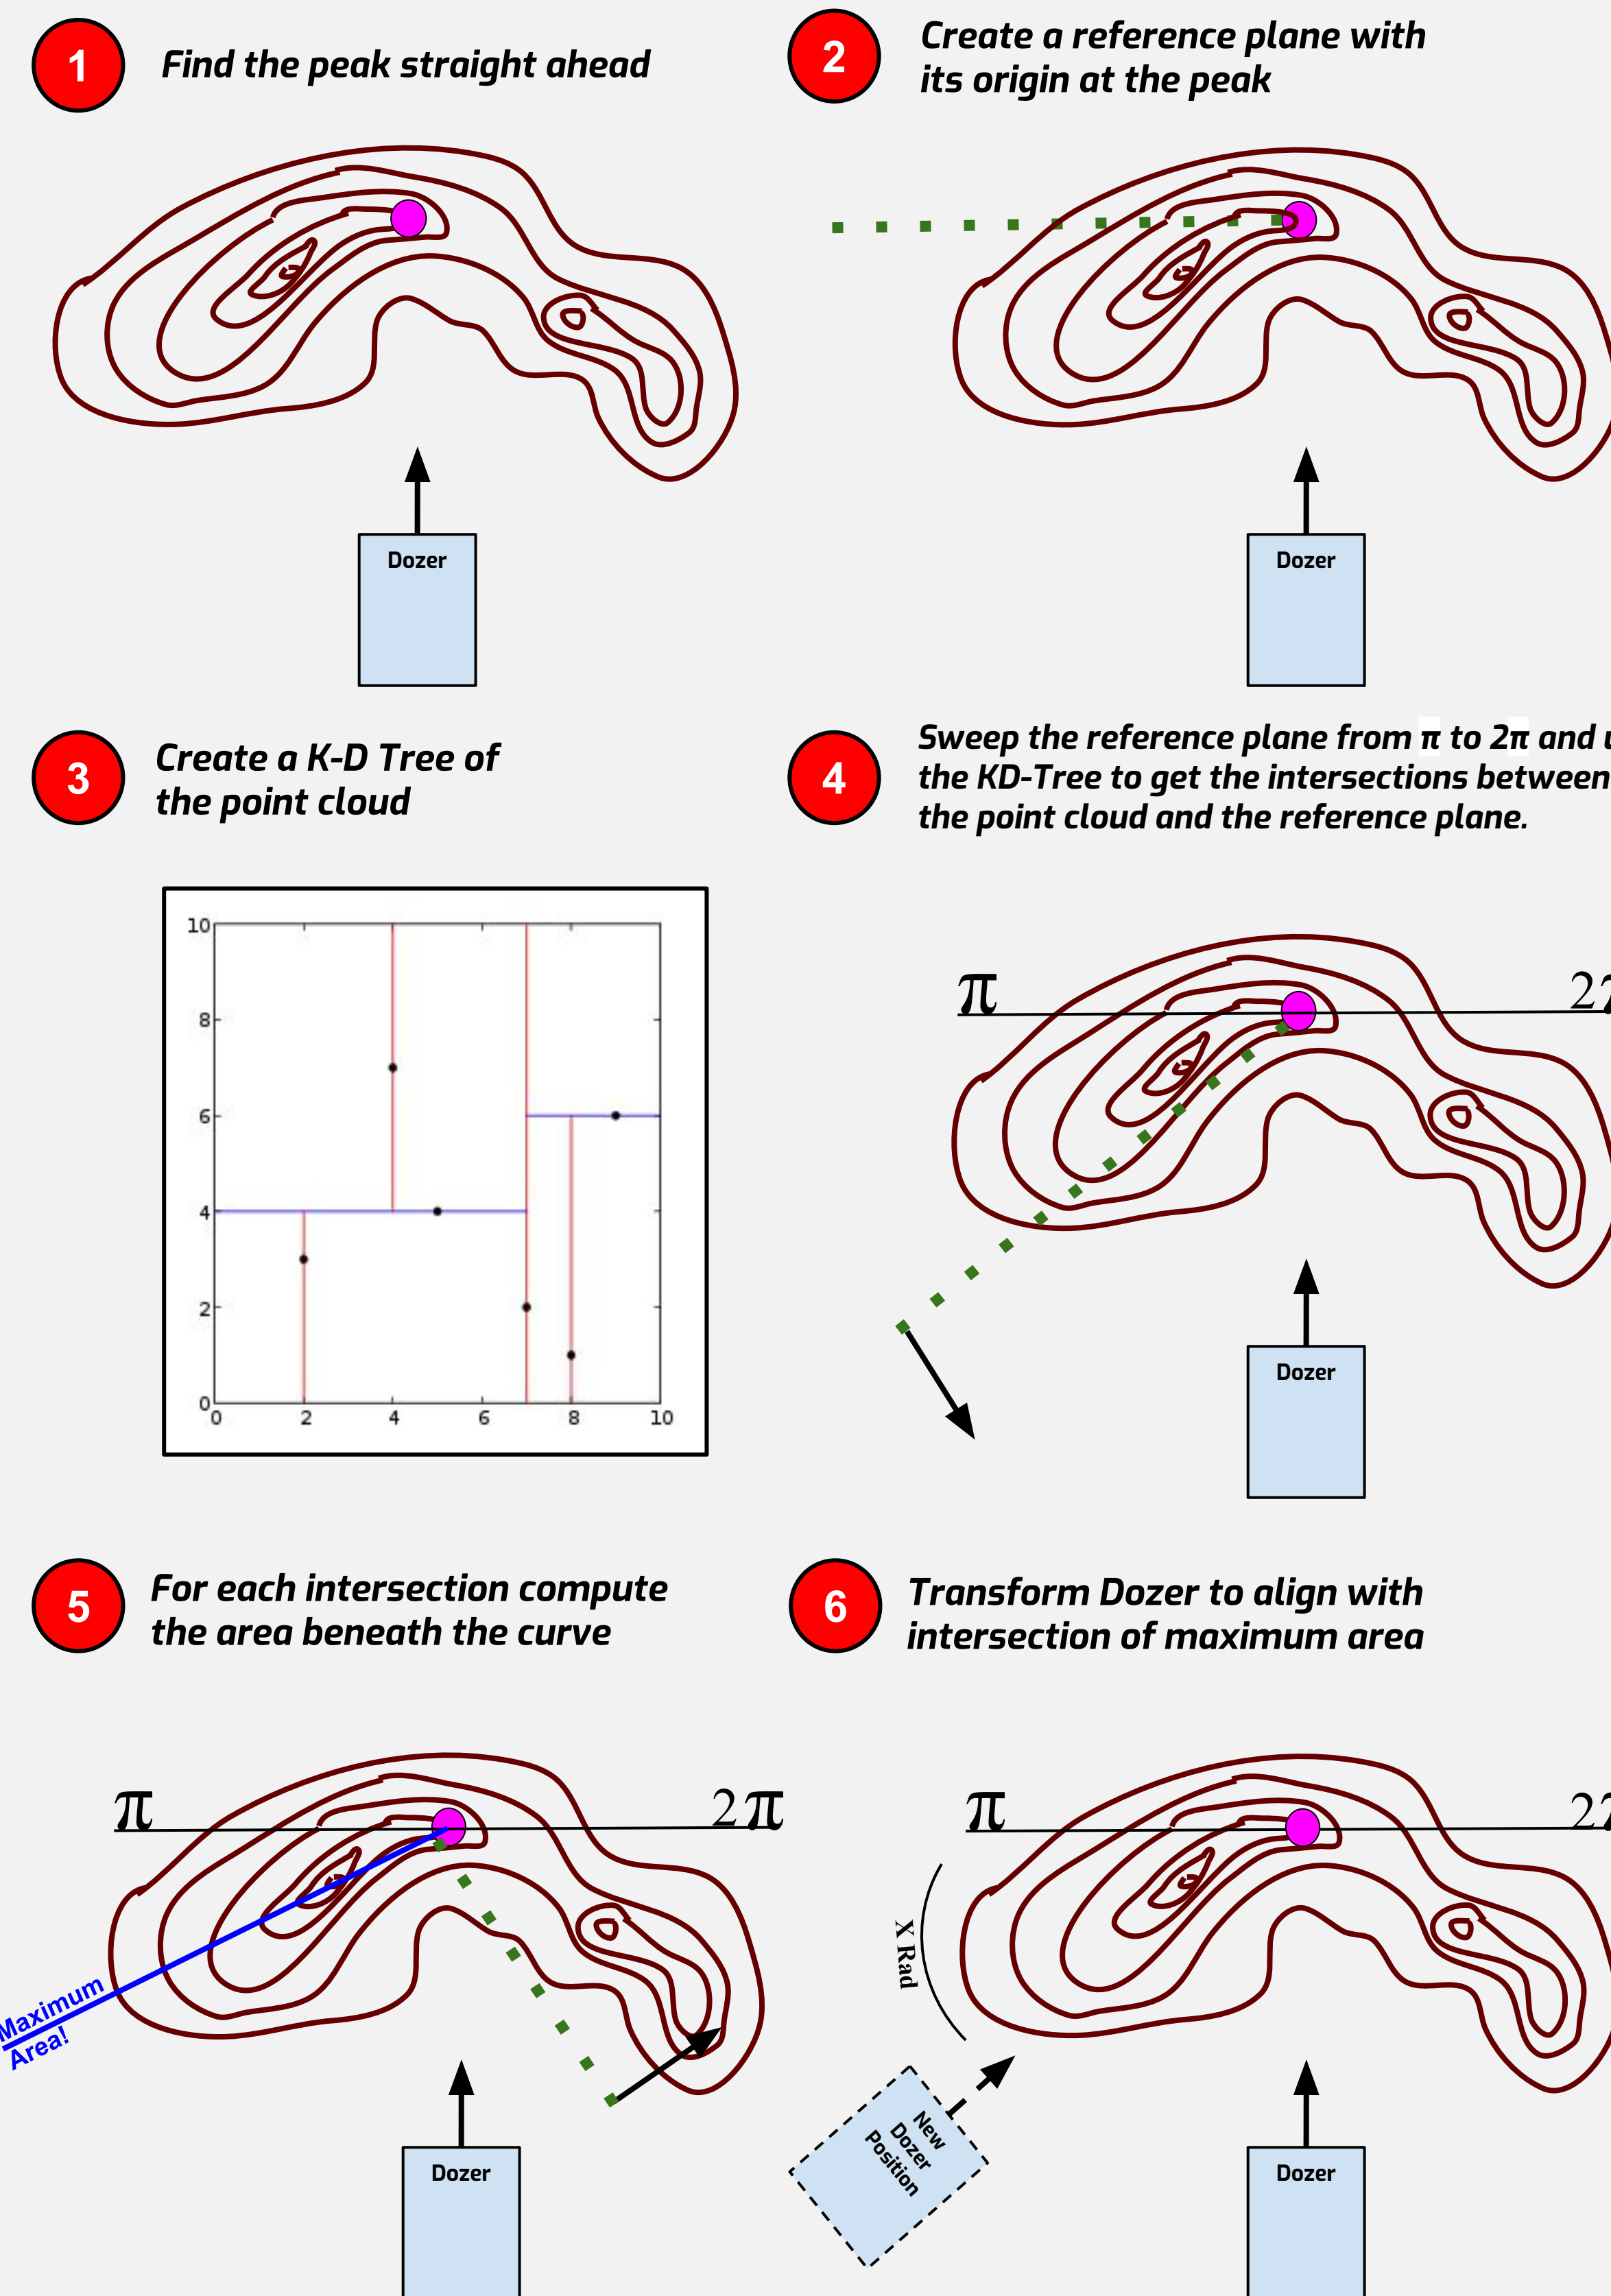 1
Find the peak straight ahead
2
Create a reference plane with
its origin at the peak
Dozer
Dozer
3
Create a K-D Tree of
the point cloud
4
Sweep the reference plane from π to 2π and
the KD-Tree to get the intersections between
the point cloud and the reference plane.
10
8
6
4
2
0
0 2 4 6 8 10
π
2π
Dozer
5
For each intersection compute
the area beneath the curve
6
Transform Dozer to align with
intersection of maximum area
π
2π
Maximum
Area!
Dozer
π
2π
X Rad
New
Dozer
Position
Dozer